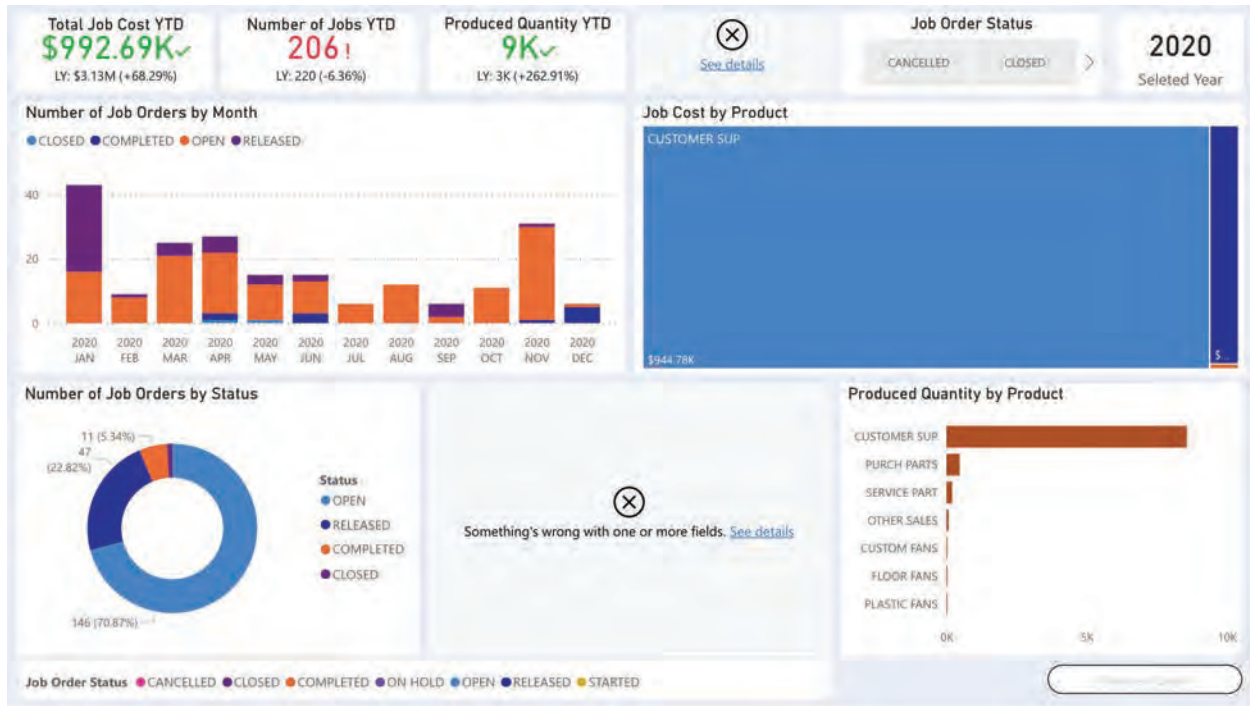 Total Job Cost YTD
$992.69K
LY: $3.13M (+68.29%)
Number of Jobs YTD
206!
LY: 220 (-6.36%)
Produced Quantity YTD
9K
LY: 3K (+262.91%)
See details
Job Order Status
CANCELLED CLOSED
2020
Seleted Year
Number of Job Orders by Month
CLOSED COMPLETED OPEN RELEASED
40
20
0
2020 2020 2020 2020 2020 2020 2020 2020 2020 2020 2020 2020
JAN FEB MAR APR MAY JUN JUL AUG SEP OCT NOV DEC
Job Cost by Product
CUSTOMER SUP
$944.78K
$...
Number of Job Orders by Status
11 (5.34%)
47
(22.82%)
146 (70.87%)
Status
OPEN
RELEASED
COMPLETED
CLOSED
Something's wrong with one or more fields. See details
Produced Quantity by Product
CUSTOMER SUP
PURCH PARTS
SERVICE PART
OTHER SALES
CUSTOM FANS
FLOOR FANS
PLASTIC FANS
0K 5K 10K
Job Order Status CANCELLED CLOSED COMPLETED ON HOLD OPEN RELEASED STARTED